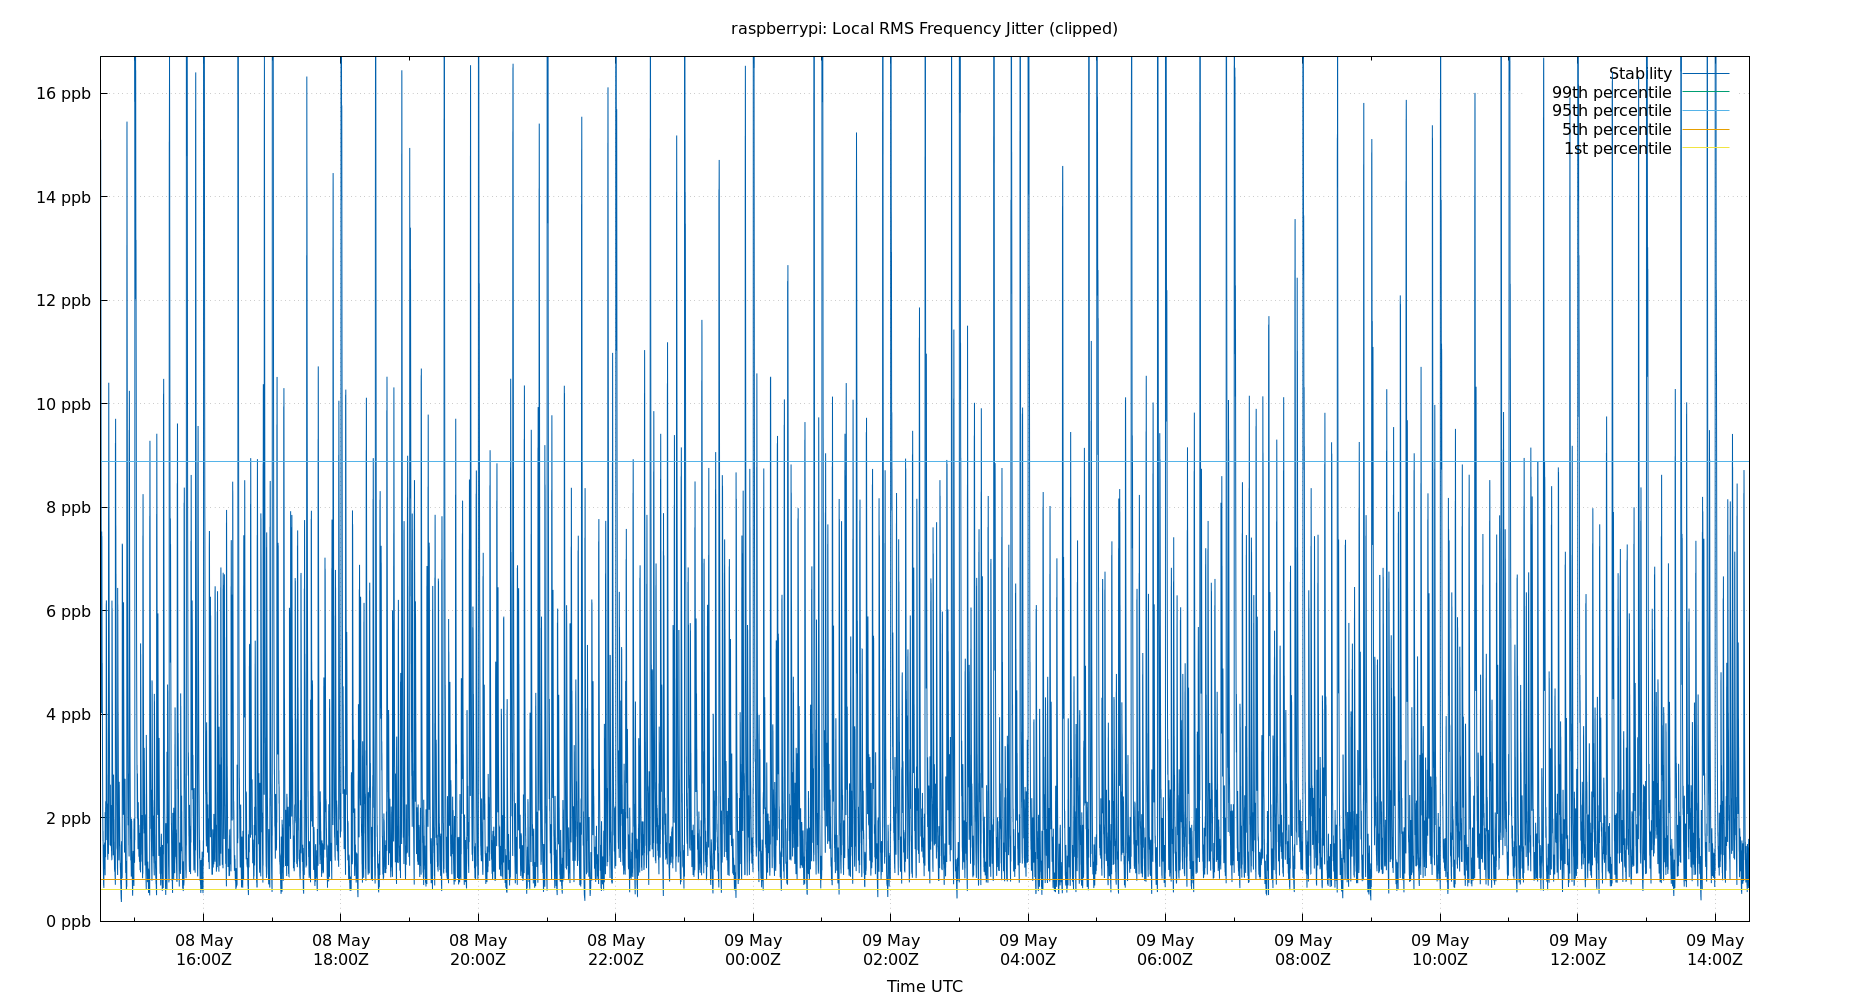 raspberrypi: Local RMS Frequency Jitter (clipped)
Stability
99th percentile
95th percentile
5th percentile
1st percentile
16 ppb
14 ppb
12 ppb
10 ppb
8 ppb
6 ppb
4 ppb
2 ppb
0 ppb
08 May 08 May 08 May 08 May 09 May 09 May 09 May 09 May 09 May 09 May 09 May 09 May
16:00Z 18:00Z 20:00Z 22:00Z 00:00Z 02:00Z 04:00Z 06:00Z 08:00Z 10:00Z 12:00Z 14:00Z
Time UTC